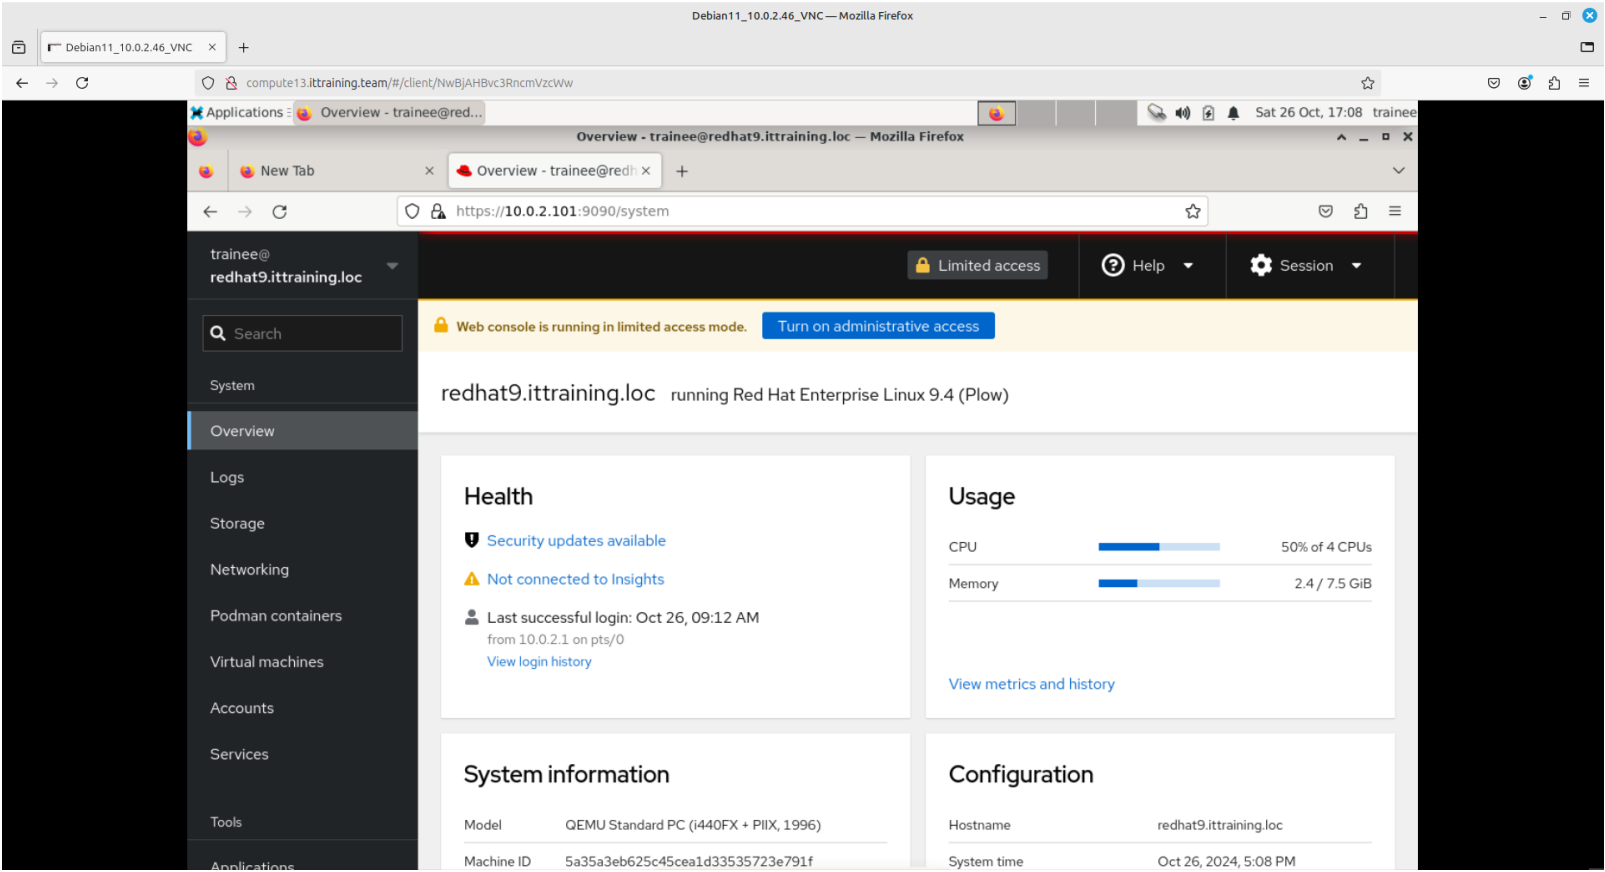 Debian11_10.0.2.46_VNC — Mozilla Firefox
Debian11_10.0.2.46_VNC
compute13.ittraining.team/#/client/NwBjAHBvc3RncmVzcWw
Applications
Overview - trainee@red...
Sat 26 Oct, 17:08 trainee
Overview - trainee@redhat9.ittraining.loc — Mozilla Firefox
New Tab
Overview - trainee@redh
https://10.0.2.101:9090/system
trainee@
redhat9.ittraining.loc
Limited access
Help
Session
Search
Web console is running in limited access mode.
Turn on administrative access
System
redhat9.ittraining.loc running Red Hat Enterprise Linux 9.4 (Plow)
Overview
Logs
Storage
Networking
Podman containers
Virtual machines
Accounts
Services
Tools
Applications
Health
Security updates available
Not connected to Insights
Last successful login: Oct 26, 09:12 AM
from 10.0.2.1 on pts/0
View login history
Usage
CPU 50% of 4 CPUs
Memory 2.4 / 7.5 GiB
View metrics and history
System information
Model QEMU Standard PC (i440FX + PIIX, 1996)
Machine ID 5a35a3eb625c45cea1d33535723e791f
Configuration
Hostname redhat9.ittraining.loc
System time Oct 26, 2024, 5:08 PM